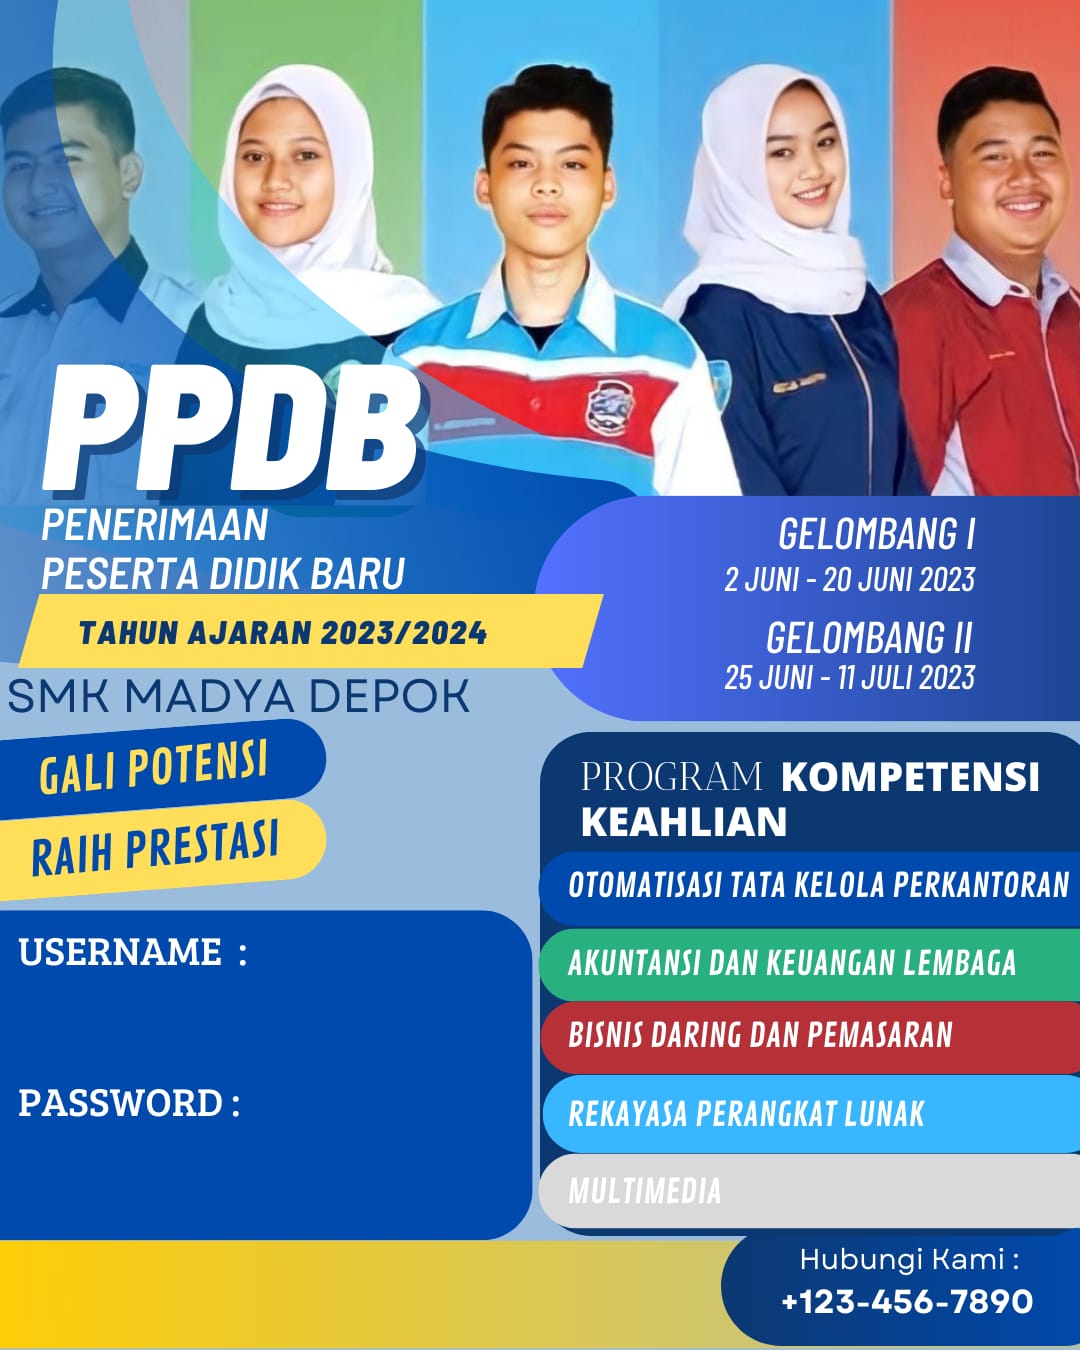 PPDB
PENERIMAAN
PESERTA DIDIK BARU
TAHUN AJARAN 2023/2024
SMK MADYA DEPOK
GALI POTENSI
RAIH PRESTASI
USERNAME :
PASSWORD :
GELOMBANG I
2 JUNI - 20 JUNI 2023
GELOMBANG II
25 JUNI - 11 JULI 2023
PROGRAM KOMPETENSI
KEAHLIAN
OTOMATISASI TATA KELOLA PERKANTORAN
AKUNTANSI DAN KEUANGAN LEMBAGA
BISNIS DARING DAN PEMASARAN
REKAYASA PERANGKAT LUNAK
MULTIMEDIA
Hubungi Kami :
+123-456-7890